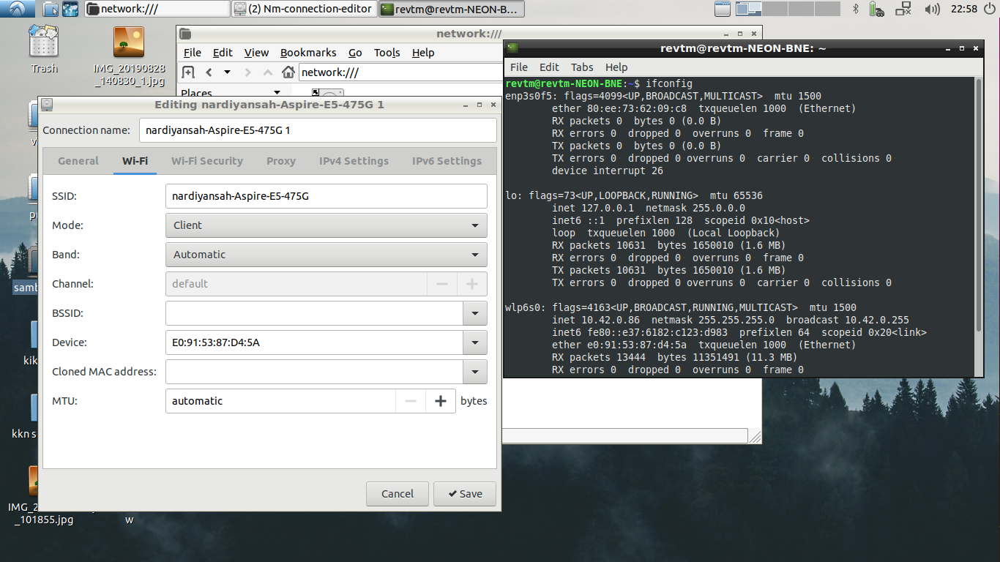 network:///
(2) Nm-connection-editor
revtm@revtm-NEON-B...
22:58
Trash
IMG_20190828
_140830_1.jpg
network:///
File Edit View Bookmarks Go Tools Help
network:///
Places
Editing nardiyansah-Aspire-E5-475G 1
Connection name: nardiyansah-Aspire-E5-475G 1
General Wi-Fi Wi-Fi Security Proxy IPv4 Settings IPv6 Settings
SSID: nardiyansah-Aspire-E5-475G
Mode: Client
Band: Automatic
Channel: default
BSSID:
Device: E0:91:53:87:D4:5A
Cloned MAC address:
MTU: automatic bytes
Cancel Save
samb
kik
kkn s
IMG_2
_101855.jpg
w
revtm@revtm-NEON-BNE: ~
File Edit Tabs Help
revtm@revtm-NEON-BNE:~$ ifconfig
enp3s0f5: flags=4099<UP,BROADCAST,MULTICAST>  mtu 1500
        ether 80:ee:73:62:09:c8  txqueuelen 1000  (Ethernet)
        RX packets 0  bytes 0 (0.0 B)
        RX errors 0  dropped 0  overruns 0  frame 0
        TX packets 0  bytes 0 (0.0 B)
        TX errors 0  dropped 0 overruns 0  carrier 0  collisions 0
        device interrupt 26
lo: flags=73<UP,LOOPBACK,RUNNING>  mtu 65536
        inet 127.0.0.1  netmask 255.0.0.0
        inet6 ::1  prefixlen 128  scopeid 0x10<host>
        loop  txqueuelen 1000  (Local Loopback)
        RX packets 10631  bytes 1650010 (1.6 MB)
        RX errors 0  dropped 0  overruns 0  frame 0
        TX packets 10631  bytes 1650010 (1.6 MB)
        TX errors 0  dropped 0 overruns 0  carrier 0  collisions 0
wlp6s0: flags=4163<UP,BROADCAST,RUNNING,MULTICAST>  mtu 1500
        inet 10.42.0.86  netmask 255.255.255.0  broadcast 10.42.0.255
        inet6 fe80::e37:6182:c123:d983  prefixlen 64  scopeid 0x20<link>
        ether e0:91:53:87:d4:5a  txqueuelen 1000  (Ethernet)
        RX packets 13444  bytes 11351491 (11.3 MB)
        RX errors 0  dropped 0  overruns 0  frame 0